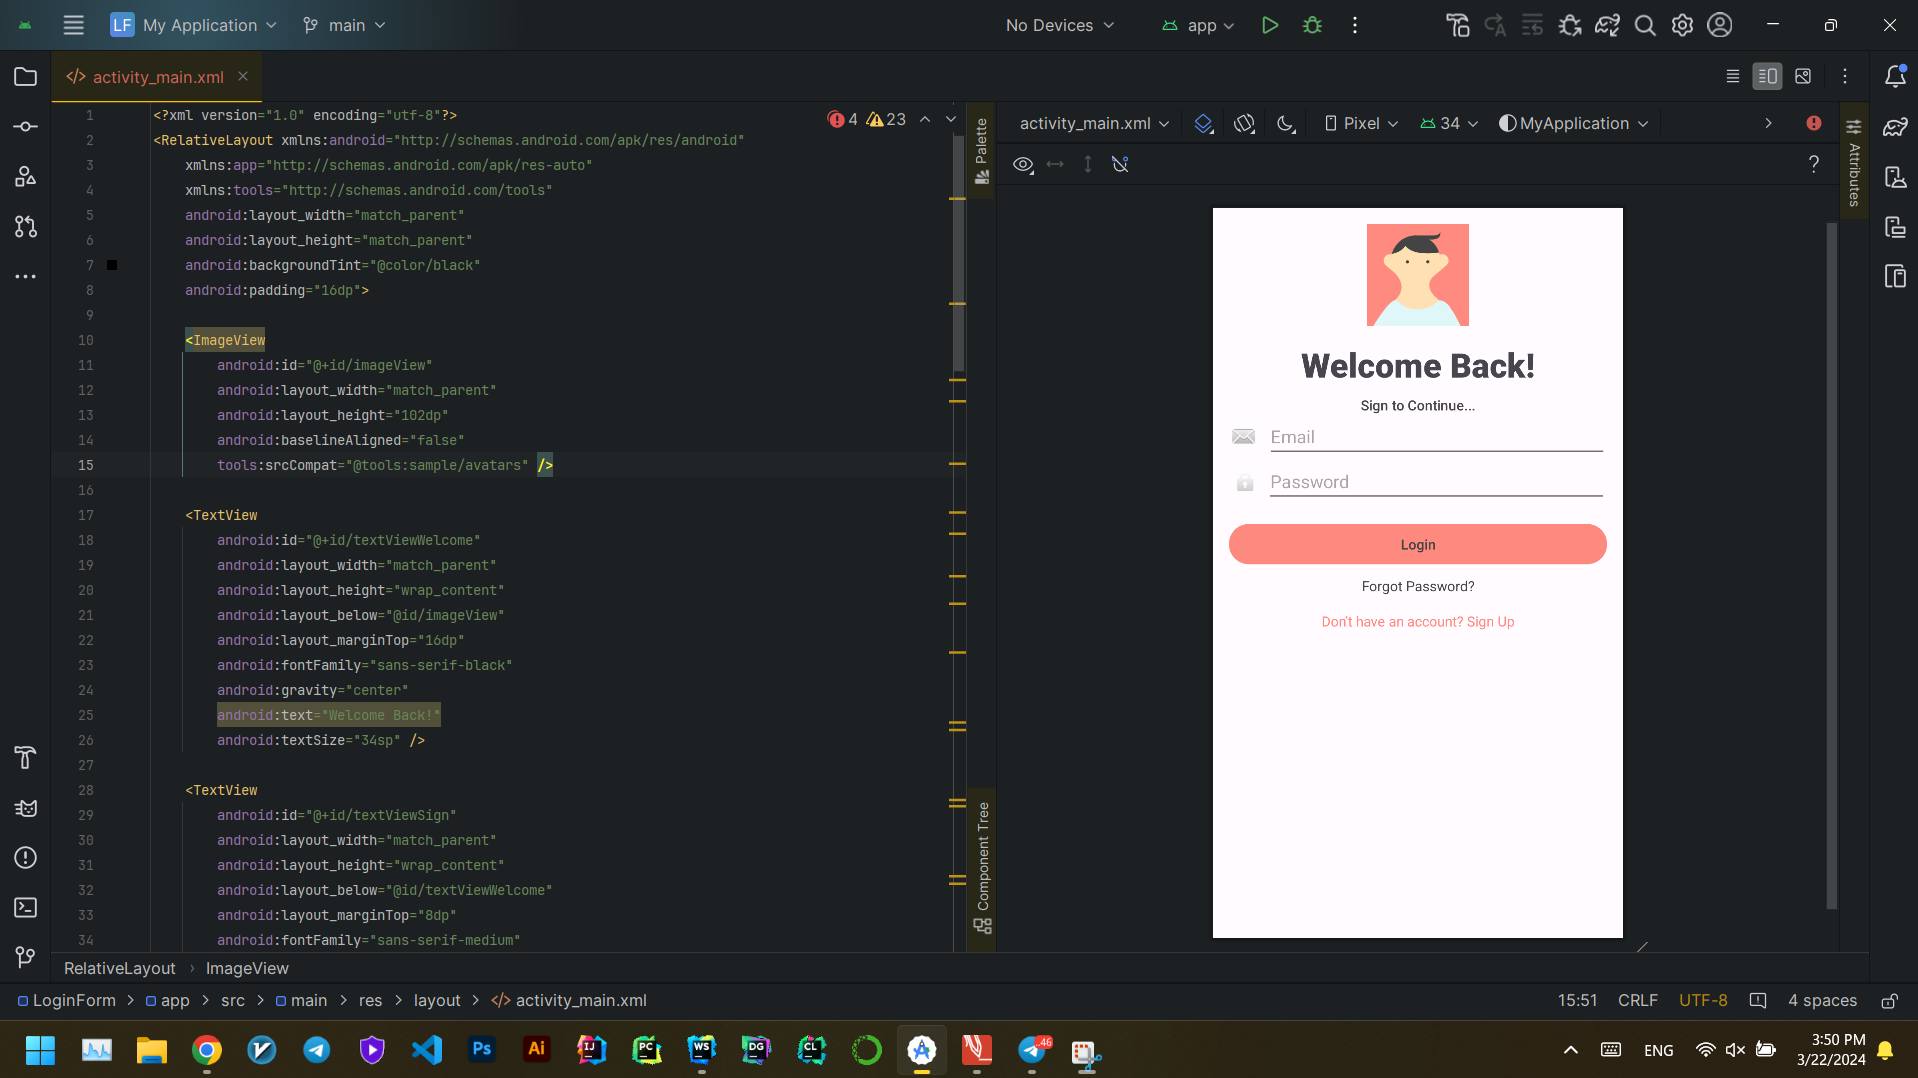 LF My Application main No Devices app
activity_main.xml
4 23
1 <?xml version="1.0" encoding="utf-8"?>
2 <RelativeLayout xmlns:android="http://schemas.android.com/apk/res/android"
3 xmlns:app="http://schemas.android.com/apk/res-auto"
4 xmlns:tools="http://schemas.android.com/tools"
5 android:layout_width="match_parent"
6 android:layout_height="match_parent"
7 android:backgroundTint="@color/black"
8 android:padding="16dp">
9
10 <ImageView
11 android:id="@+id/imageView"
12 android:layout_width="match_parent"
13 android:layout_height="102dp"
14 android:baselineAligned="false"
15 tools:srcCompat="@tools:sample/avatars" />
16
17 <TextView
18 android:id="@+id/textViewWelcome"
19 android:layout_width="match_parent"
20 android:layout_height="wrap_content"
21 android:layout_below="@id/imageView"
22 android:layout_marginTop="16dp"
23 android:fontFamily="sans-serif-black"
24 android:gravity="center"
25 android:text="Welcome Back!"
26 android:textSize="34sp" />
27
28 <TextView
29 android:id="@+id/textViewSign"
30 android:layout_width="match_parent"
31 android:layout_height="wrap_content"
32 android:layout_below="@id/textViewWelcome"
33 android:layout_marginTop="8dp"
34 android:fontFamily="sans-serif-medium"
Palette
Component Tree
activity_main.xml Pixel 34 MyApplication
?
Attributes
Welcome Back!
Sign to Continue...
Email
Password
Login
Forgot Password?
Don't have an account? Sign Up
RelativeLayout › ImageView
LoginForm > app > src > main > res > layout > </> activity_main.xml
15:51 CRLF UTF-8 4 spaces
Ps Ai IJ PC WS DG CL .46
ENG
3:50 PM
3/22/2024